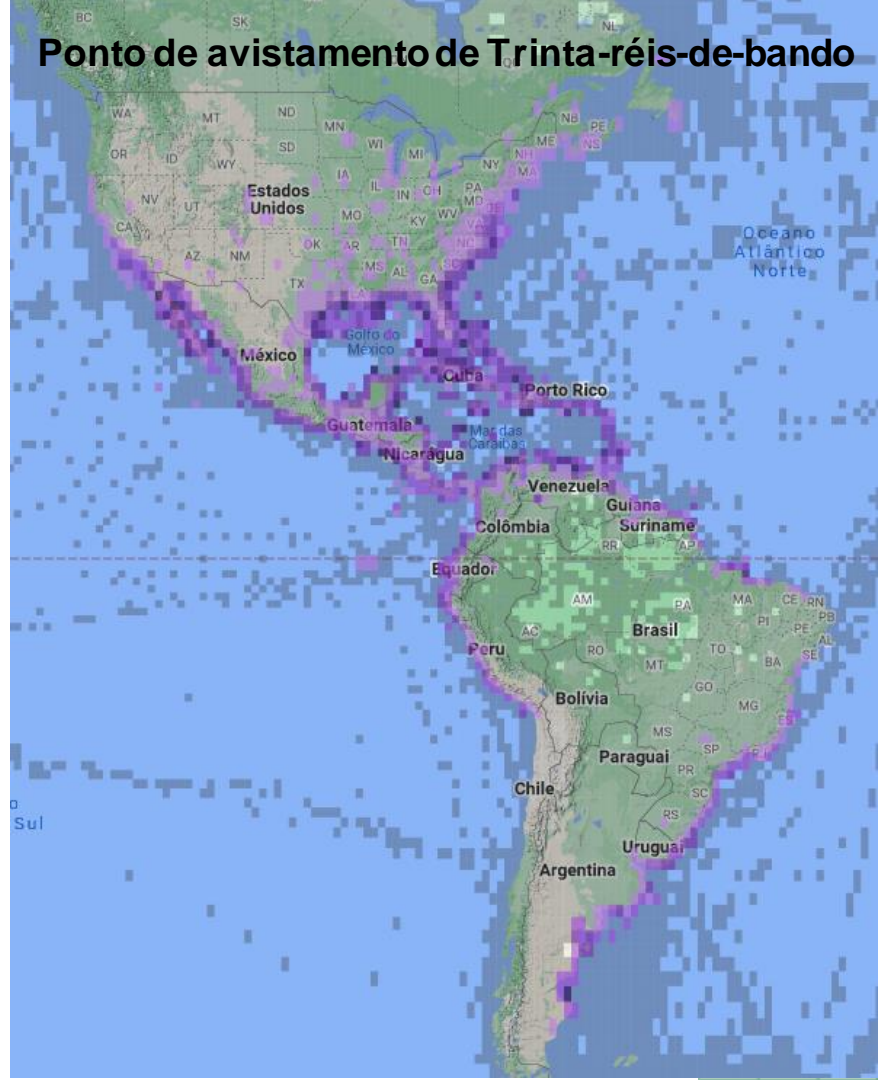 Ponto de avistamento de Trinta-réis-de-bando
BC
SK
NL
WA
MT
ND
MN
NB
PE
OR
ID
WY
SD
WI
MI
ME
NS
NH
NY
MA
IA
NV
UT
Estados
Unidos
IL
IN
OH
PA
MD
CA
MO
KY
WV
VA
AZ
NM
OK
AR
TN
NC
SC
MS
AL
GA
TX
LA
Oceano
Atlântico
Norte
Golfo do
México
México
Cuba
Porto Rico
Guatemala
Mar das
Caraíbas
Nicarágua
Venezuela
Guiana
Suriname
Colômbia
RR
AP
Equador
AM
PA
MA
CE
RN
PB
PI
PE
AL
AC
Brasil
Peru
RO
TO
SE
MT
BA
Bolívia
GO
MG
ES
MS
SP
RJ
Paraguai
PR
Chile
SC
Sul
RS
Uruguai
Argentina